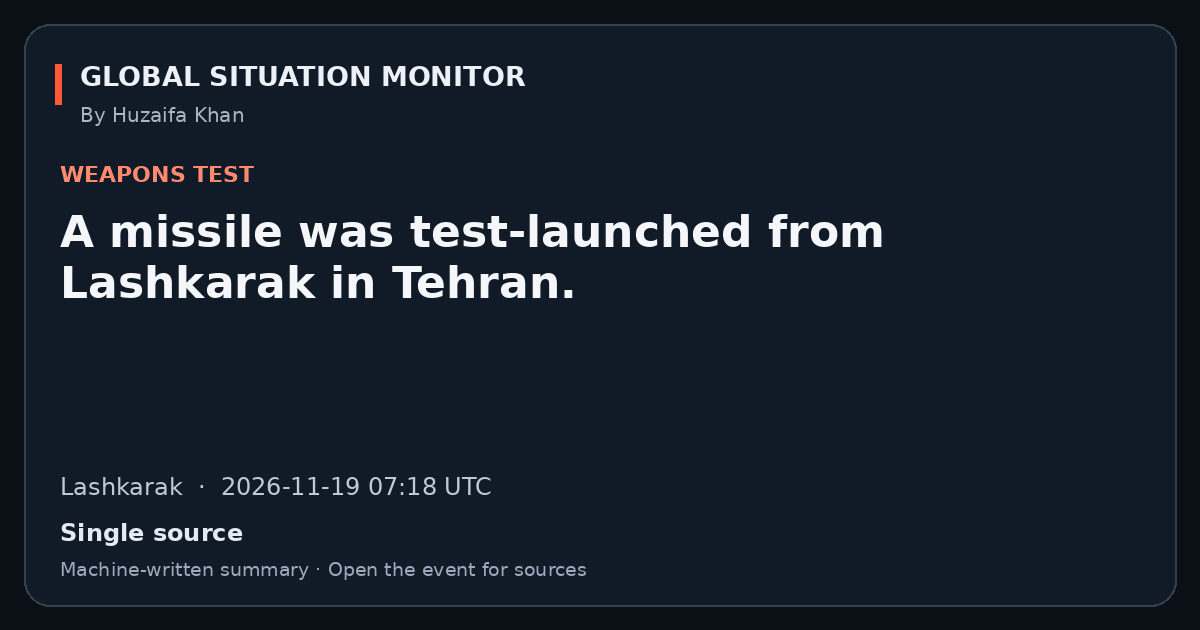 GLOBAL SITUATION MONITOR
By Huzaifa Khan
WEAPONS TEST
A missile was test-launched from
Lashkarak in Tehran.
Lashkarak · 2026-11-19 07:18 UTC
Single source
Machine-written summary · Open the event for sources